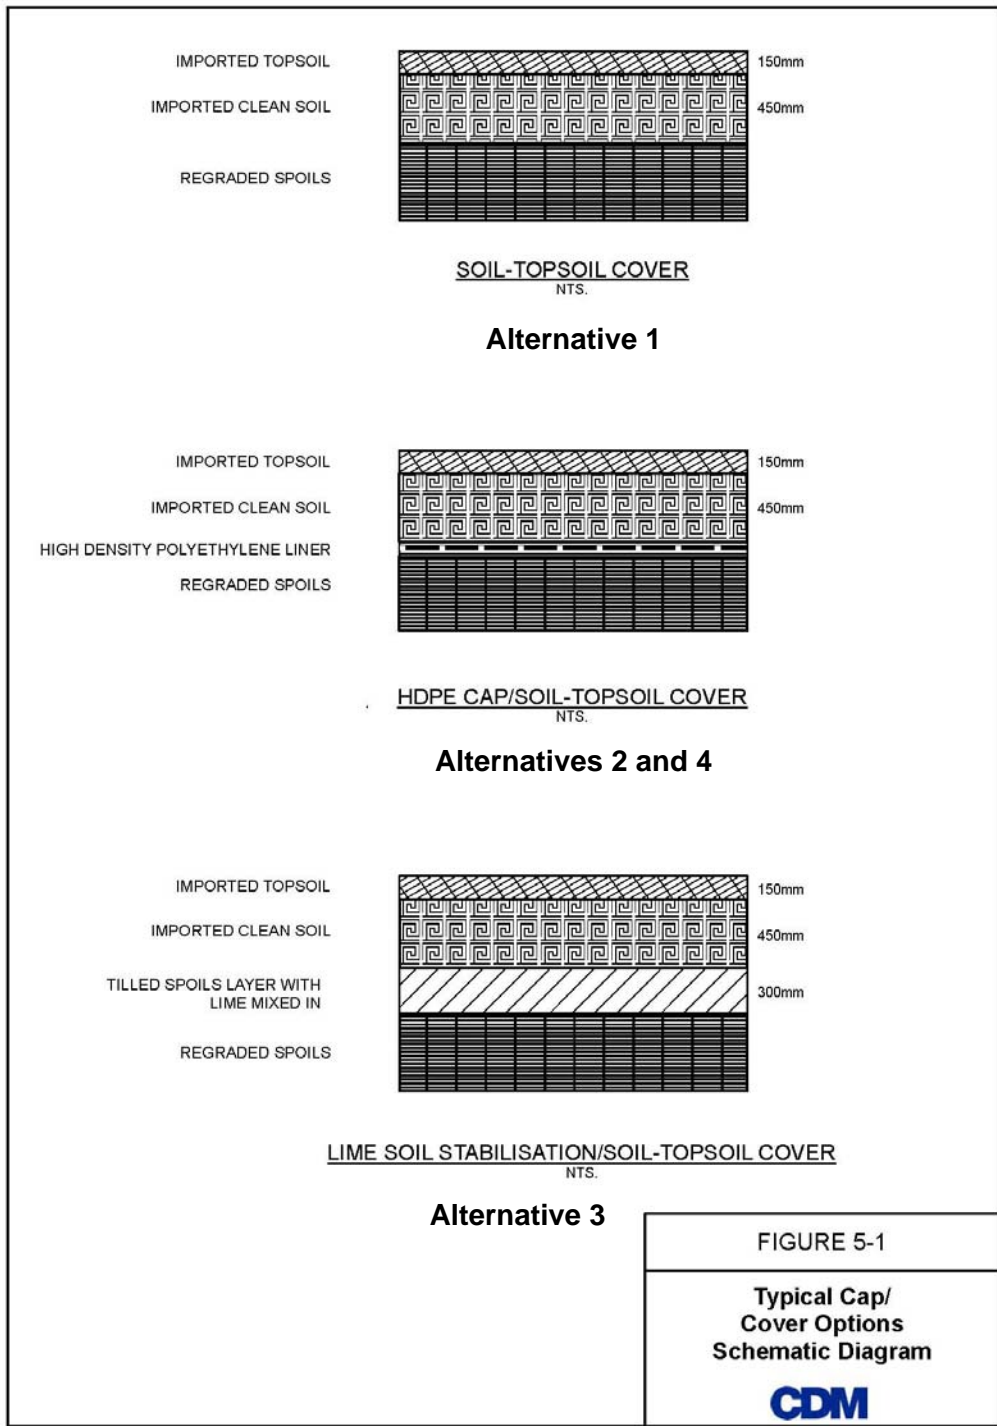 IMPORTED TOPSOIL 150mm
IMPORTED CLEAN SOIL 450mm
REGRADED SPOILS
SOIL-TOPSOIL COVER
NTS.
Alternative 1
IMPORTED TOPSOIL 150mm
IMPORTED CLEAN SOIL 450mm
HIGH DENSITY POLYETHYLENE LINER
REGRADED SPOILS
HDPE CAP/SOIL-TOPSOIL COVER
NTS.
Alternatives 2 and 4
IMPORTED TOPSOIL 150mm
IMPORTED CLEAN SOIL 450mm
TILLED SPOILS LAYER WITH
LIME MIXED IN
300mm
REGRADED SPOILS
LIME SOIL STABILISATION/SOIL-TOPSOIL COVER
NTS.
Alternative 3
FIGURE 5-1
Typical Cap/
Cover Options
Schematic Diagram
CDM